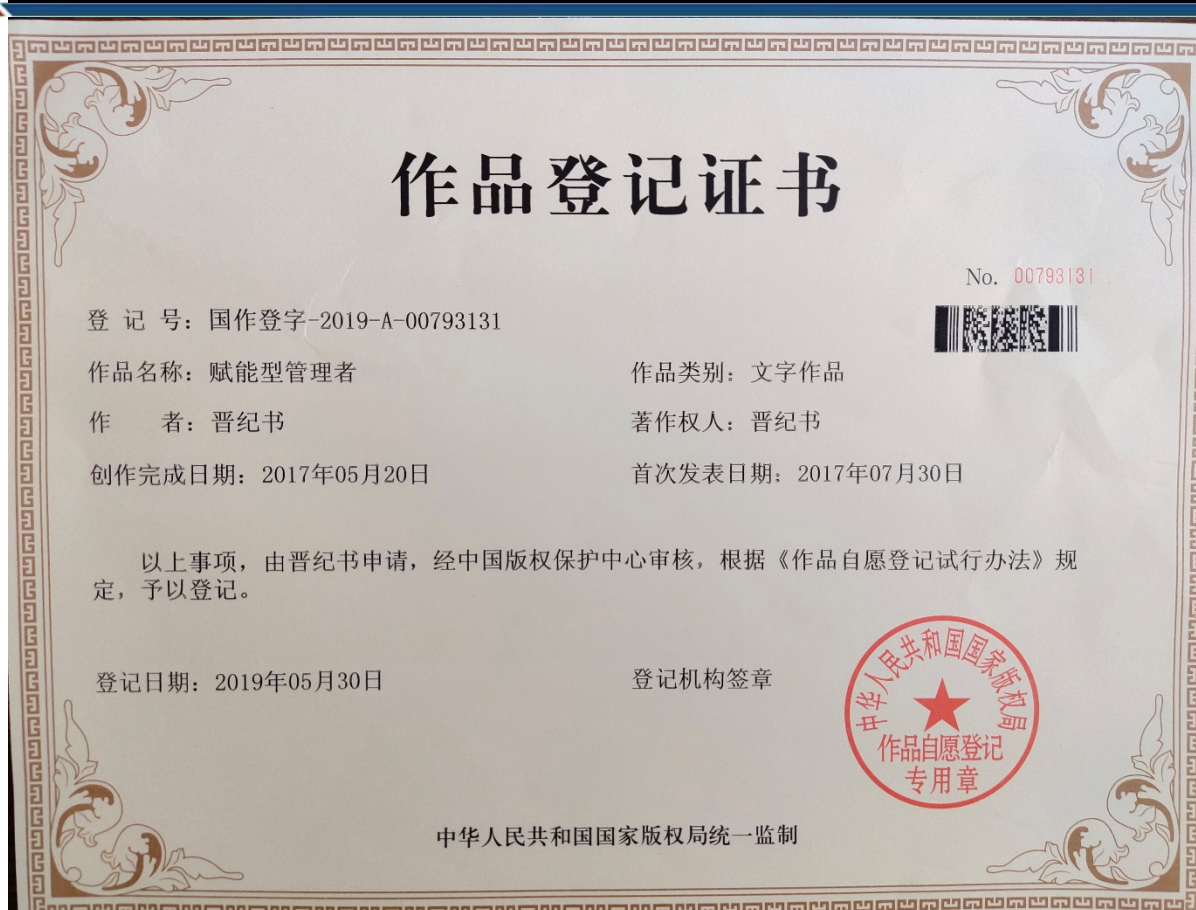 作品登记证书
No. 00793131
登 记 号：国作登字-2019-A-00793131
作品名称：赋能型管理者
作品类别：文字作品
作 者：晋纪书
著作权人：晋纪书
创作完成日期：2017年05月20日
首次发表日期：2017年07月30日
以上事项，由晋纪书申请，经中国版权保护中心审核，根据《作品自愿登记试行办法》规
定，予以登记。
登记日期：2019年05月30日
登记机构签章
中华人民共和国国家版权局
作品自愿登记
专用章
中华人民共和国国家版权局统一监制